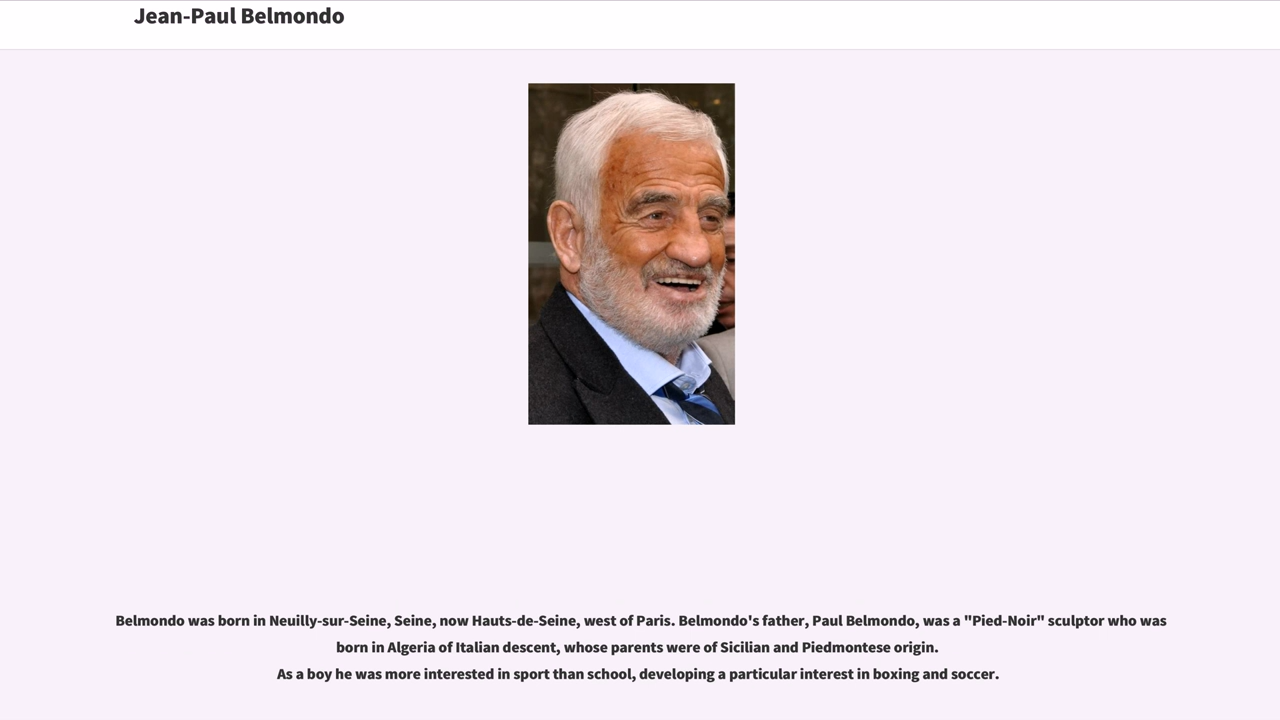 Jean-Paul Belmondo
Belmondo was born in Neuilly-sur-Seine, Seine, now Hauts-de-Seine, west of Paris. Belmondo's father, Paul Belmondo, was a "Pied-Noir" sculptor who was
born in Algeria of Italian descent, whose parents were of Sicilian and Piedmontese origin.
As a boy he was more interested in sport than school, developing a particular interest in boxing and soccer.